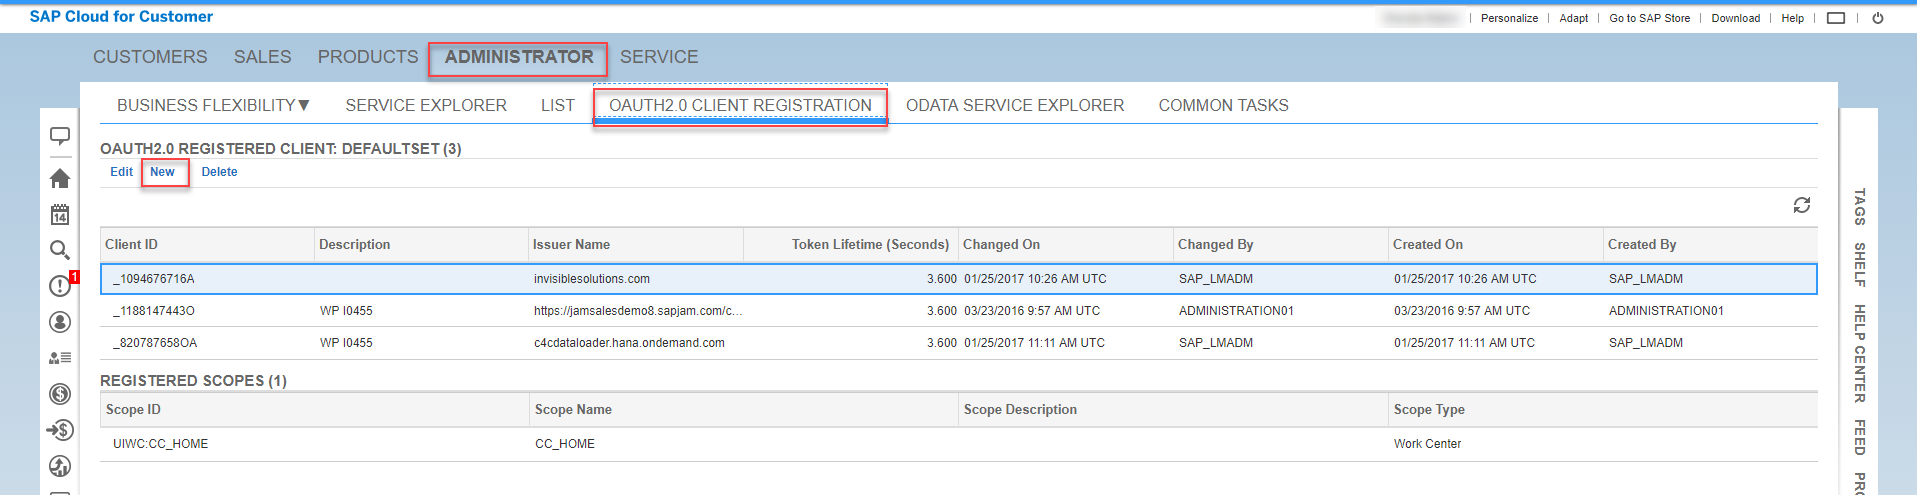 SAP Cloud for Customer
Personalize | Adapt | Go to SAP Store | Download | Help
CUSTOMERS SALES PRODUCTS ADMINISTRATOR SERVICE
BUSINESS FLEXIBILITY▼ SERVICE EXPLORER LIST OAUTH2.0 CLIENT REGISTRATION ODATA SERVICE EXPLORER COMMON TASKS
OAUTH2.0 REGISTERED CLIENT: DEFAULTSET (3)
Edit New Delete
Client ID Description Issuer Name Token Lifetime (Seconds) Changed On Changed By Created On Created By
_1094676716A invisiblesolutions.com 3.600 01/25/2017 10:26 AM UTC SAP_LMADM 01/25/2017 10:26 AM UTC SAP_LMADM
_1188147443O WP I0455 https://jamsalesdemo8.sapjam.com/c... 3.600 03/23/2016 9:57 AM UTC ADMINISTRATION01 03/23/2016 9:57 AM UTC ADMINISTRATION01
_820787658OA WP I0455 c4cdataloader.hana.ondemand.com 3.600 01/25/2017 11:11 AM UTC SAP_LMADM 01/25/2017 11:11 AM UTC SAP_LMADM
REGISTERED SCOPES (1)
Scope ID Scope Name Scope Description Scope Type
UIWC:CC_HOME CC_HOME Work Center
14
1
TAGS
SHELF
HELP CENTER
FEED